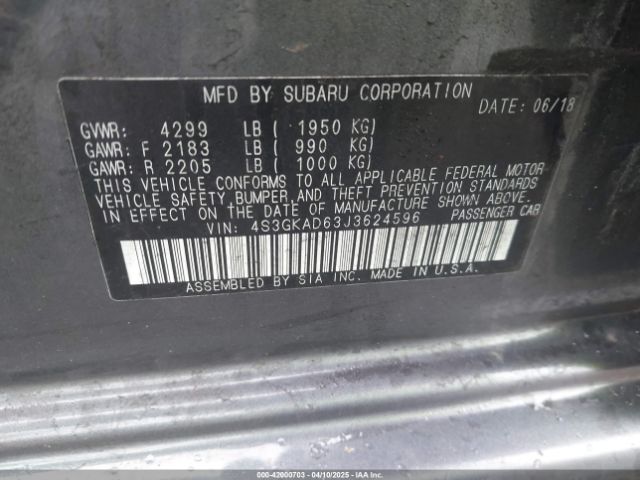 MFD BY SUBARU CORPORATION
DATE: 06/18
GVWR: 4299 LB ( 1950 KG)
GAWR: F 2183 LB ( 990 KG)
GAWR: R 2205 LB ( 1000 KG)
THIS VEHICLE CONFORMS TO ALL APPLICABLE FEDERAL MOTOR
VEHICLE SAFETY, BUMPER, AND THEFT PREVENTION STANDARDS
IN EFFECT ON THE DATE OF MANUFACTURE SHOWN ABOVE.
VIN: 4S3GKAD63J3624596 PASSENGER CAR
ASSEMBLED BY SIA INC. MADE IN U.S.A.
000-42000703 - 04/10/2025 - IAAI.COM